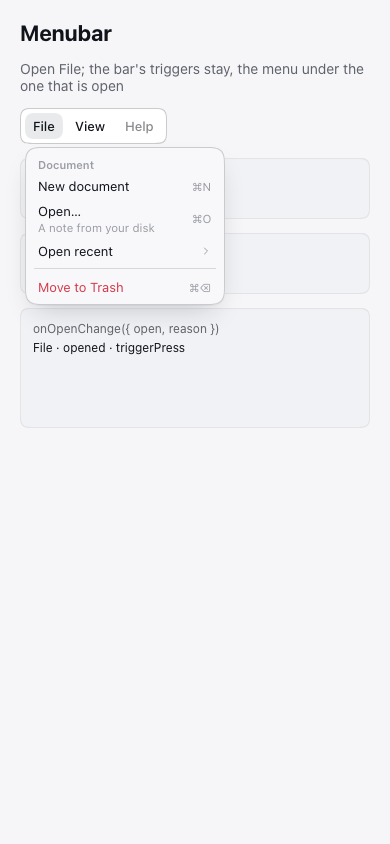 Menubar
Open File; the bar's triggers stay, the menu under the
one that is open
File View Help
Document
New document ⌘N
Open… ⌘O
A note from your disk
Open recent ›
Move to Trash ⌘⌫
onOpenChange({ open, reason })
File · opened · triggerPress